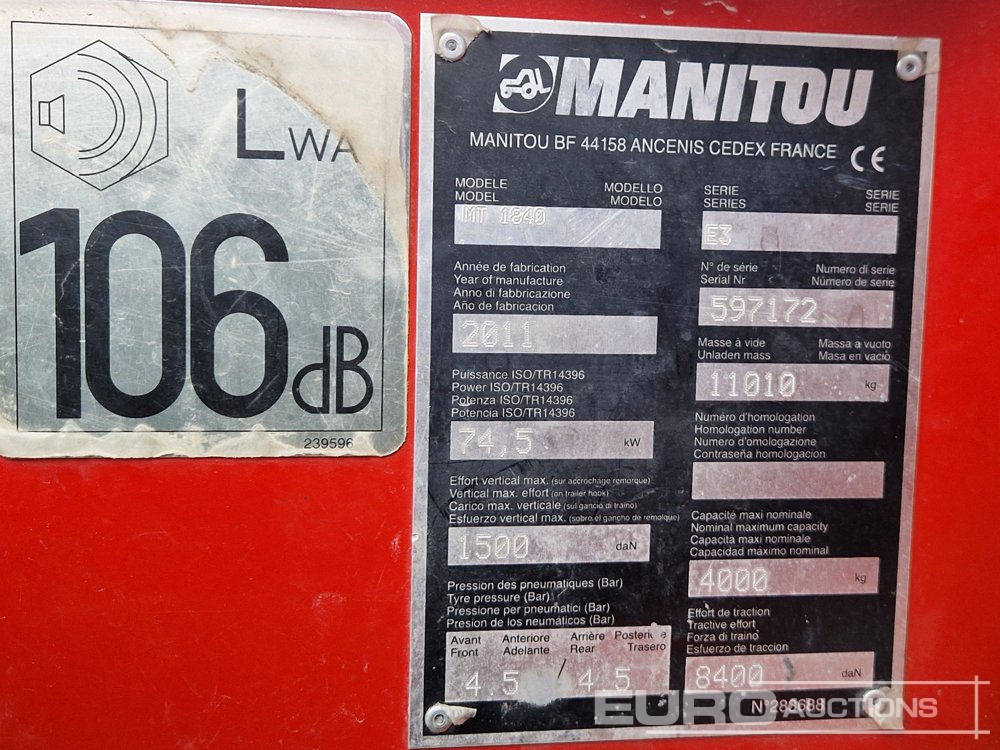 LWA
106 dB
239596
MANITOU
MANITOU BF 44158 ANCENIS CEDEX FRANCE CE
MODELE MODELLO
MODEL MODELO
MT 1840
SERIE SERIE
SERIES SERIE
E3
Année de fabrication
Year of manufacture
Anno di fabbricazione
Año de fabricacion
2011
N° de série Numero di serie
Serial Nr Número de serie
597172
Masse à vide Massa a vuoto
Unladen mass Masa en vacio
11010 kg
Puissance ISO/TR14396
Power ISO/TR14396
Potenza ISO/TR14396
Potencia ISO/TR14396
74,5 kW
Numéro d'homologation
Homologation number
Numero d'omologazione
Contraseña homologacion
Effort vertical max. (sur accrochage remorque)
Vertical max. effort (on trailer hook)
Carico max. verticale (sul gancio di traino)
Esfuerzo vertical max. (sobre el gancho de remolque)
1500 daN
Capacité maxi nominale
Nominal maximum capacity
Capacità maxi nominale
Capacidad máximo nominal
4000 kg
Pression des pneumatiques (Bar)
Tyre pressure (Bar)
Pressione per pneumatici (Bar)
Presion de los neumáticos (Bar)
Avant Anteriore Arrière
Front Adelante Rear Trasero
4.5 / 4.5
Effort de traction
Tractive effort
Forza di traino
Esfuerzo de traccion
8400 daN
EURO AUCTIONS